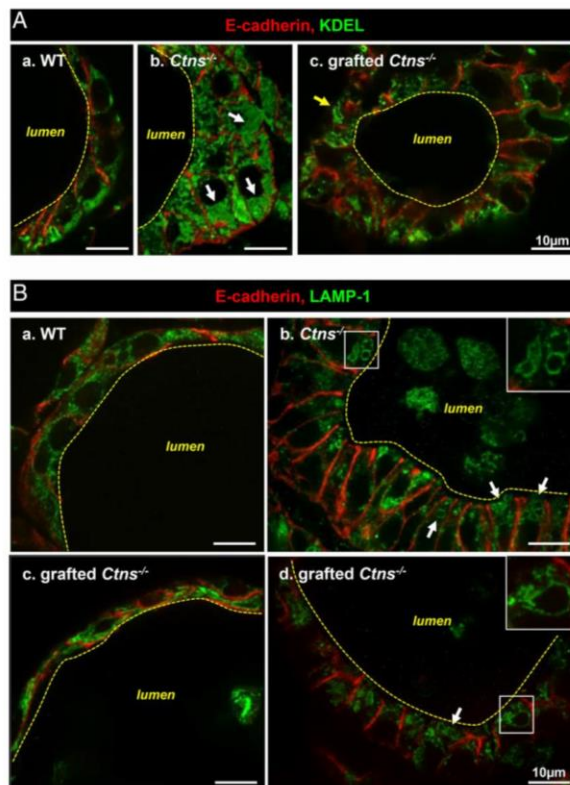 A
E-cadherin, KDEL
a. WT
b. Ctns-/-
c. grafted Ctns-/-
lumen
lumen
lumen
10μm
B
E-cadherin, LAMP-1
a. WT
b. Ctns-/-
lumen
lumen
c. grafted Ctns-/-
d. grafted Ctns-/-
lumen
lumen
10μm